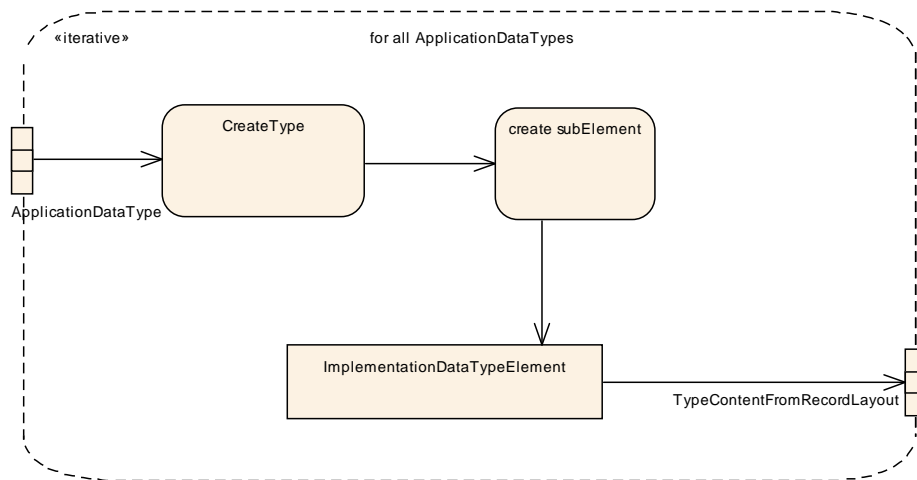 «iterative»
for all ApplicationDataTypes
CreateType
create subElement
ApplicationDataType
ImplementationDataTypeElement
TypeContentFromRecordLayout